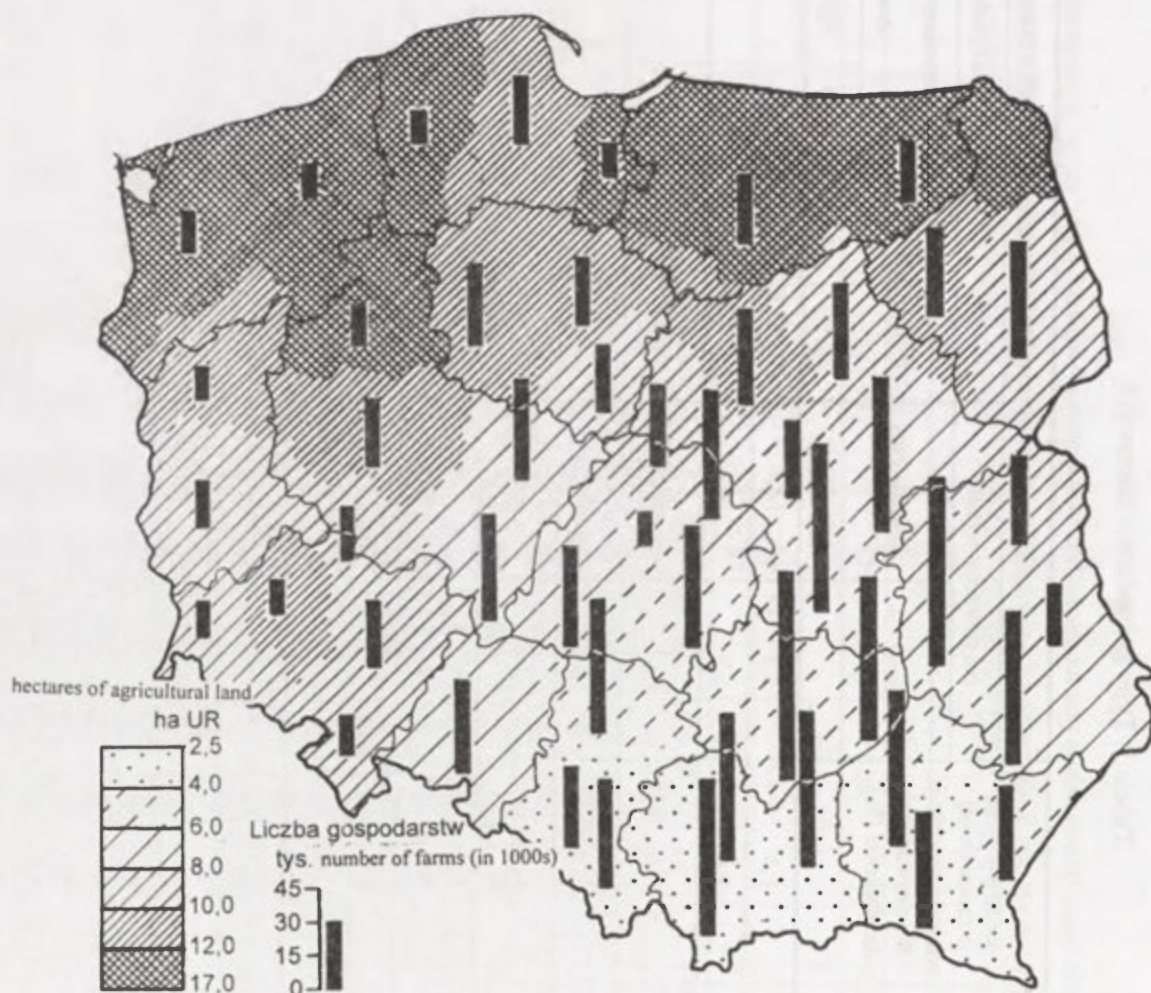 hectares of agricultural land
ha UR
2,5
4,0
6,0
8,0
10,0
12,0
17,0
Liczba gospodarstw
tys. number of farms (in 1000s)
45
30
15
0